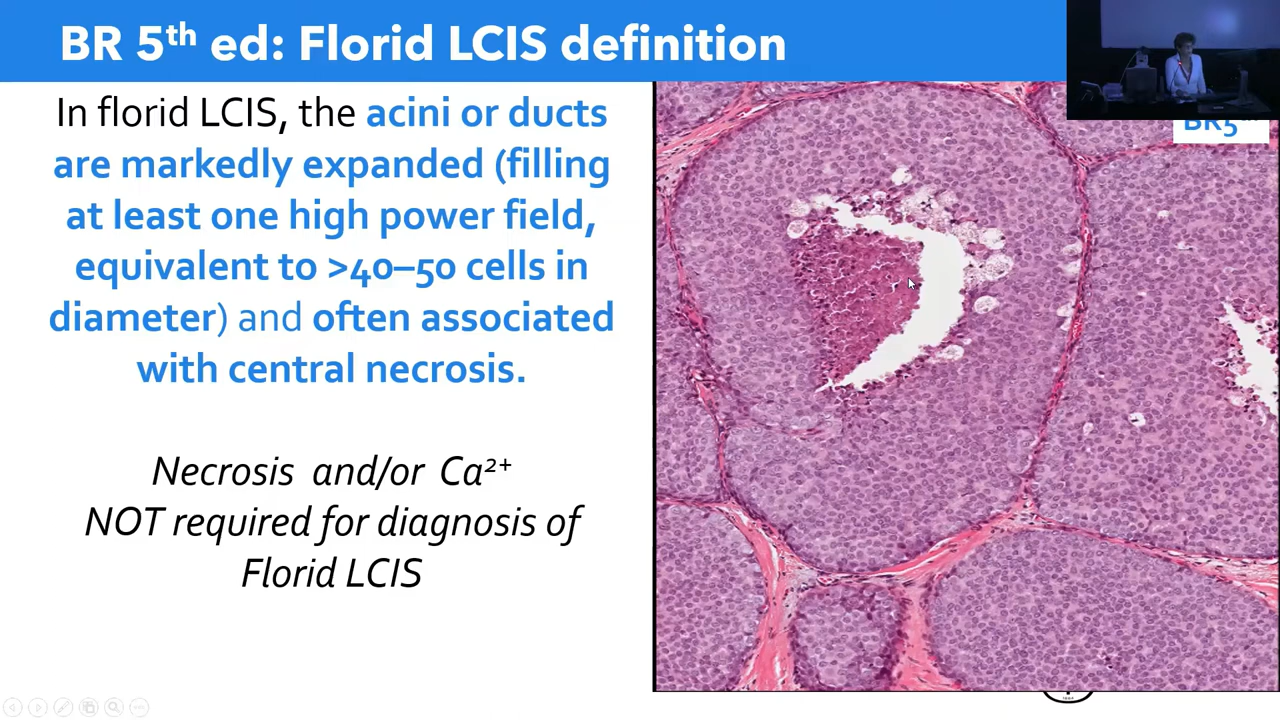 BR 5th ed: Florid LCIS definition
In florid LCIS, the acini or ducts
are markedly expanded (filling
at least one high power field,
equivalent to >40–50 cells in
diameter) and often associated
with central necrosis.
Necrosis and/or Ca²⁺
NOT required for diagnosis of
Florid LCIS